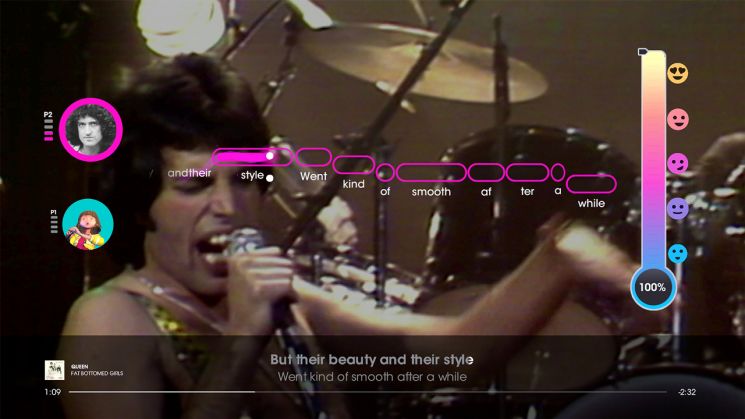 P2
andtheir style Went kind of smooth af ter a while
P1
100%
But their beauty and their style
Went kind of smooth after a while
QUEEN
FAT BOTTOMED GIRLS
1:09
-2:32